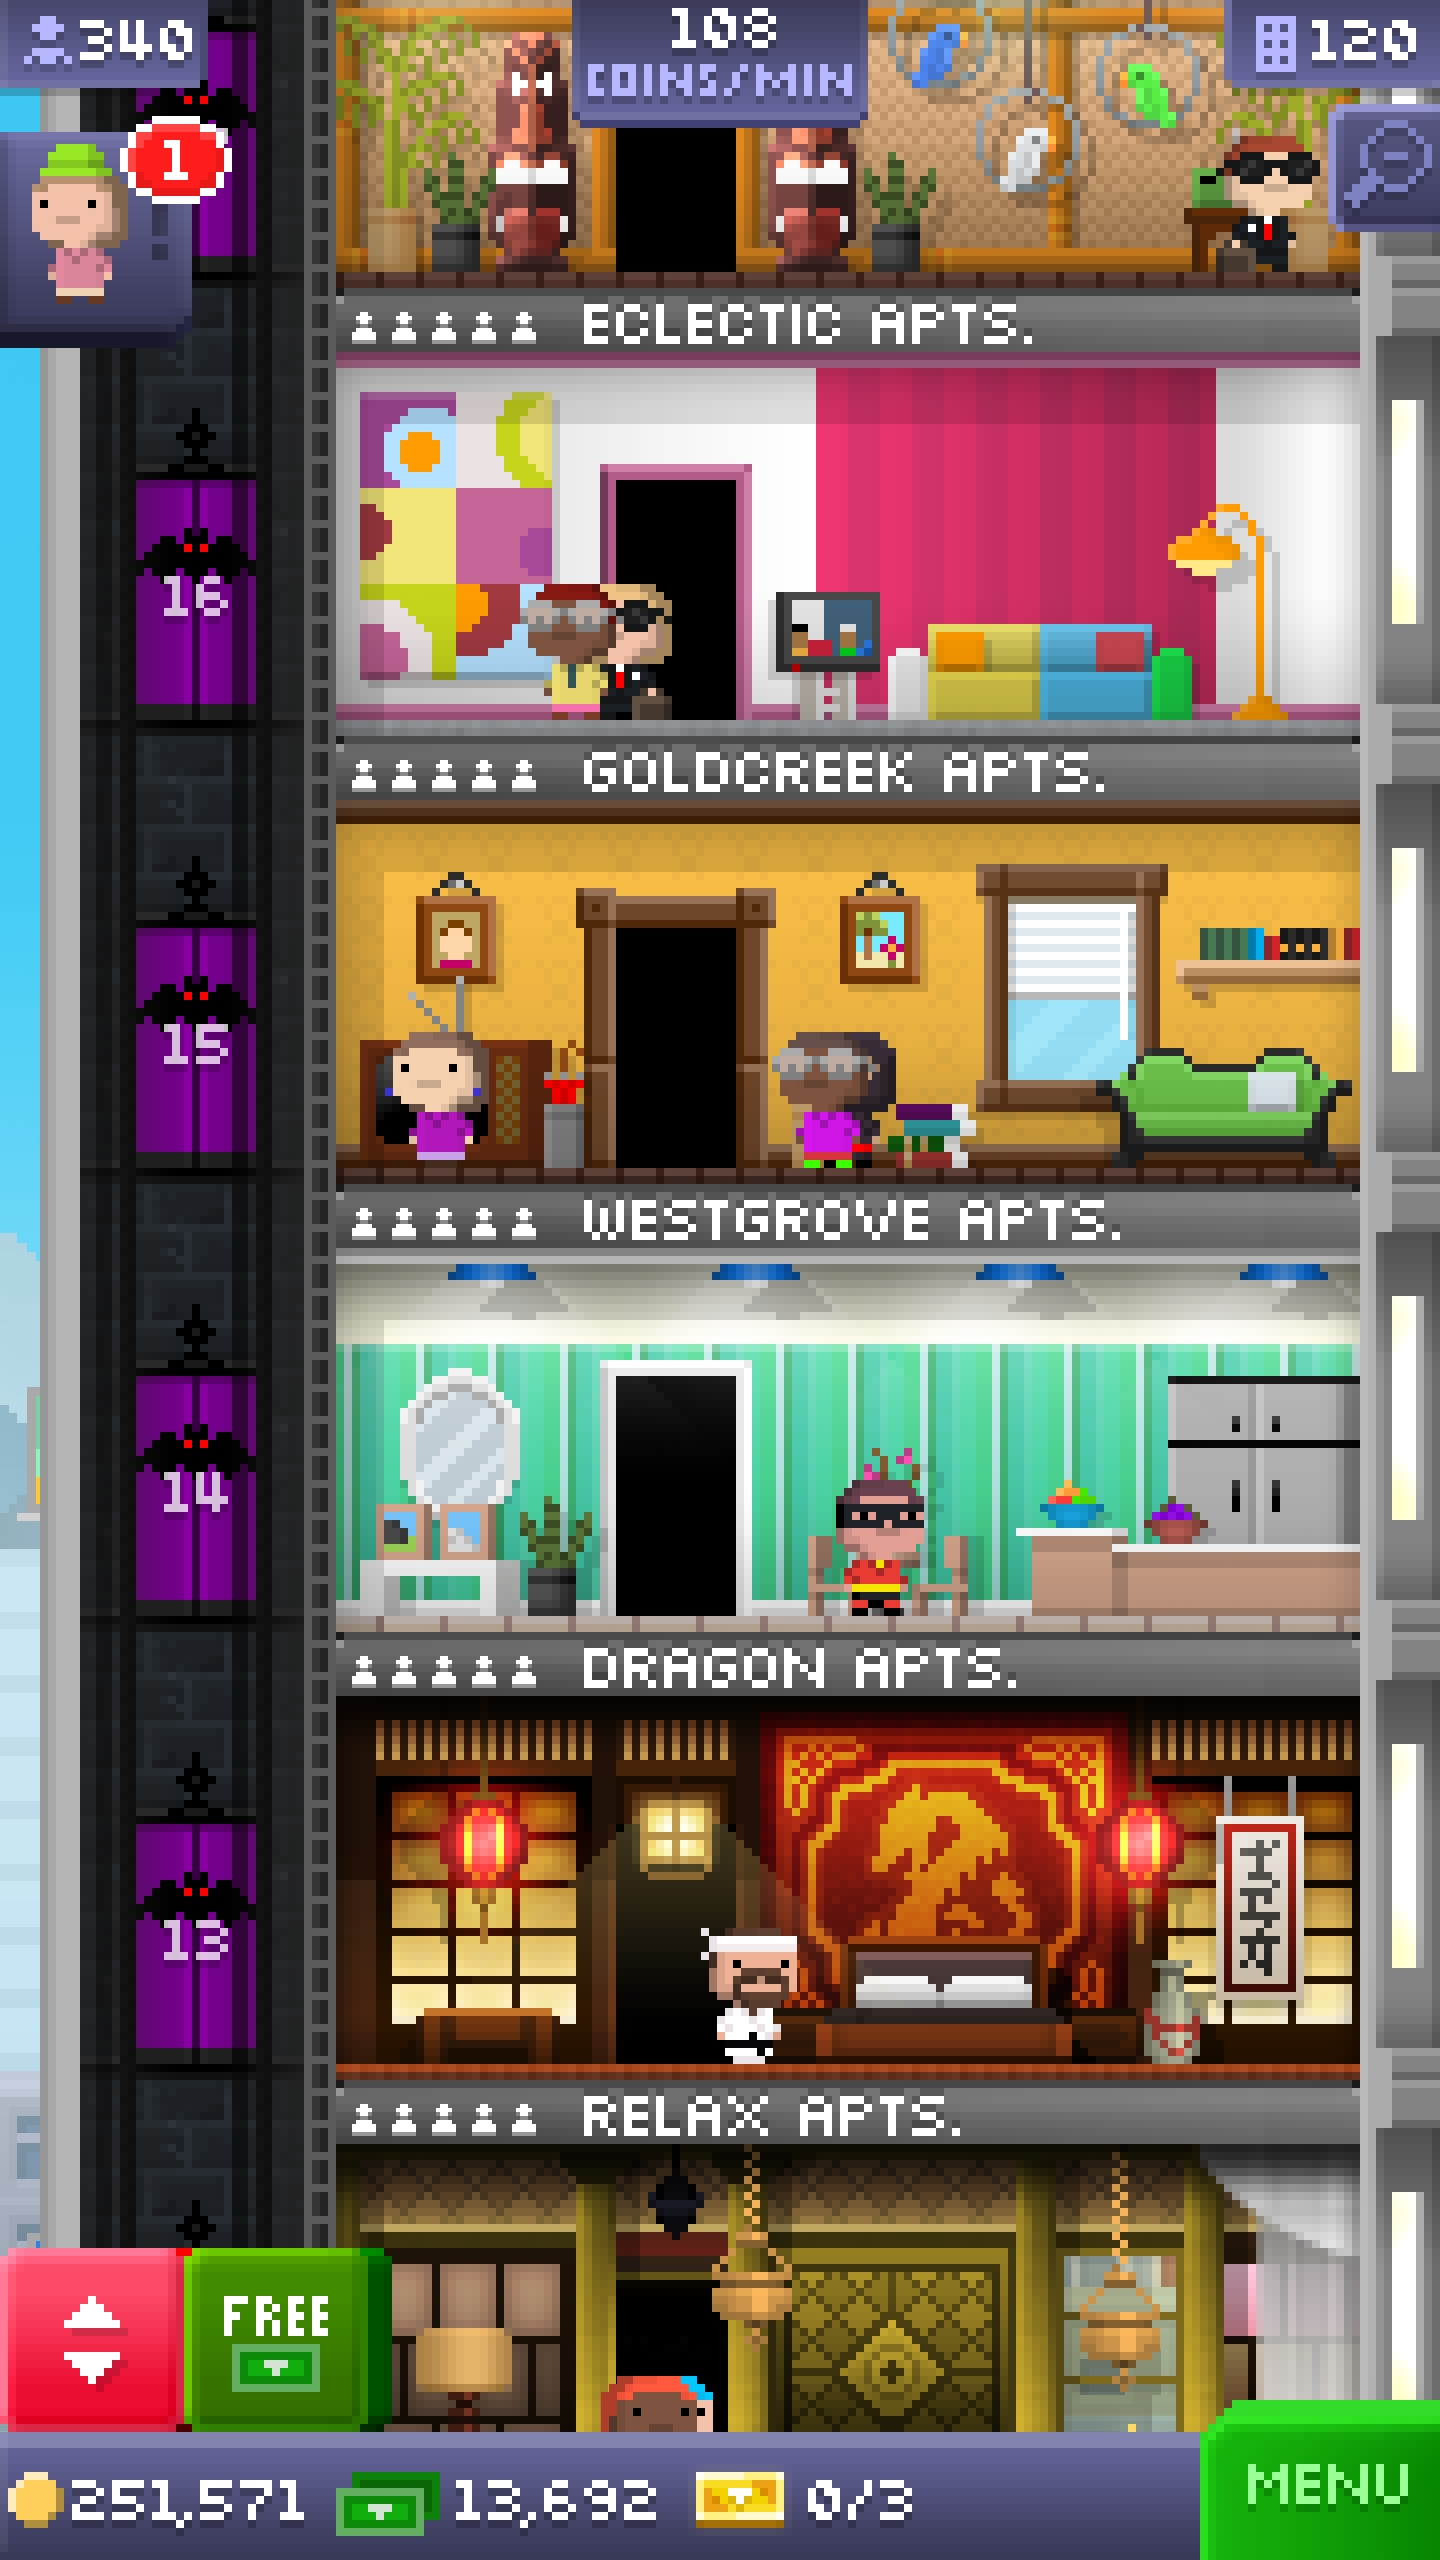 340
108
COINS/MIN
120
1
ECLECTIC APTS.
16
GOLDCREEK APTS.
15
WESTGROVE APTS.
14
DRAGON APTS.
13
RELAX APTS.
FREE
251,571
13,692
0/3
MENU